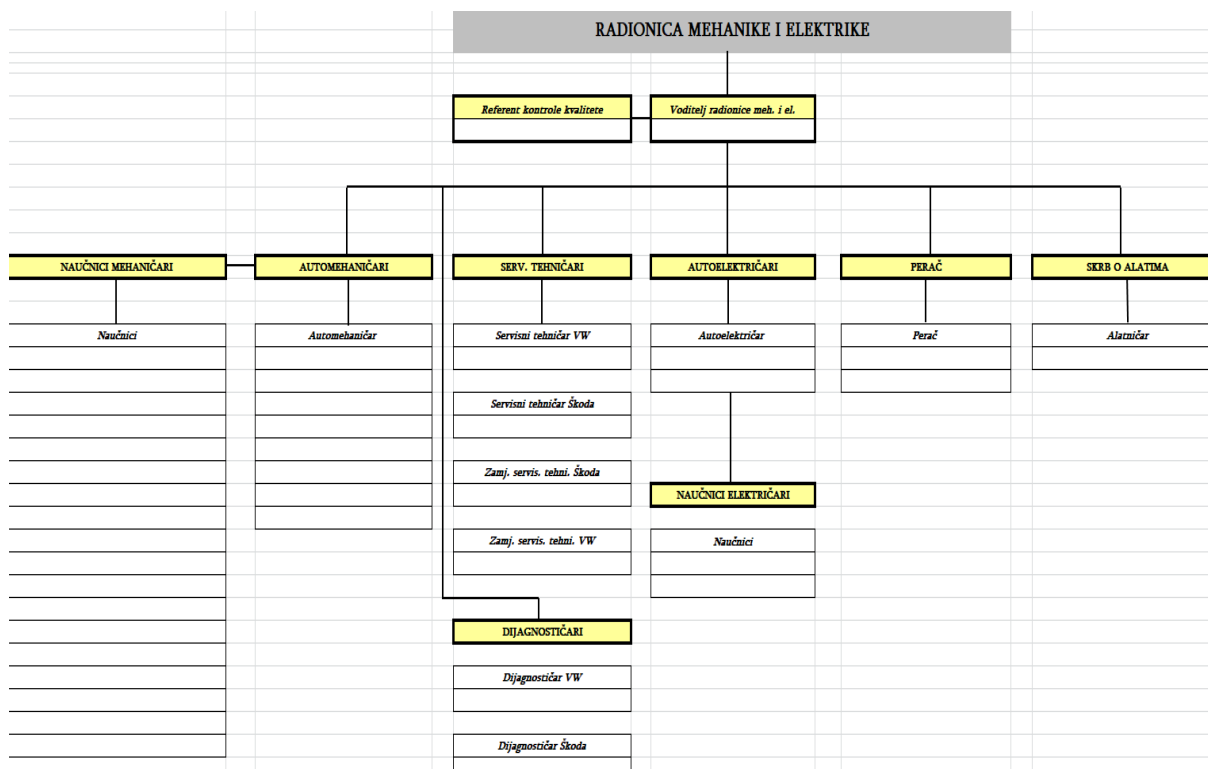 RADIONICA MEHANIKE I ELEKTRIKE
Referent kontrole kvalitete
Voditelj radionice meh. i el.
NAUČNICI MEHANIČARI
AUTOMEHANIČARI
SERV. TEHNIČARI
AUTOELEKTRIČARI
PERAČ
SKRB O ALATIMA
Naučnici
Automehaničar
Servisni tehničar VW
Autoelektričar
Perač
Alatničar
Servisni tehničar Škoda
Zamj. servis. tehni. Škoda
NAUČNICI ELEKTRIČARI
Zamj. servis. tehni. VW
Naučnici
DIJAGNOSTIČARI
Dijagnostičar VW
Dijagnostičar Škoda